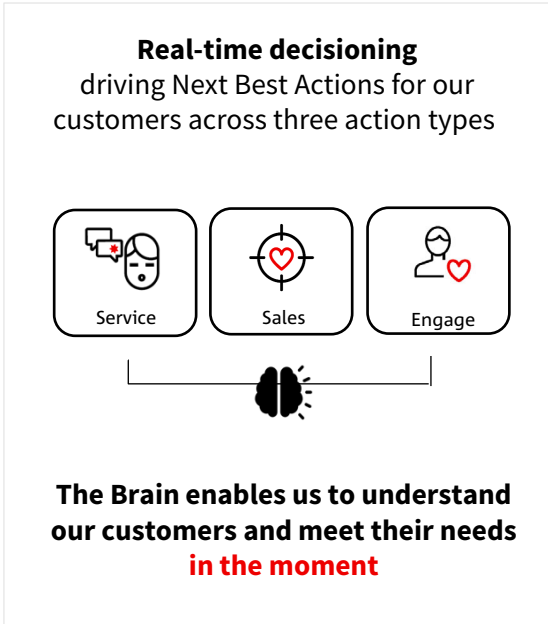 Real-time decisioning
driving Next Best Actions for our
customers across three action types
Service
Sales
Engage
The Brain enables us to understand
our customers and meet their needs
in the moment